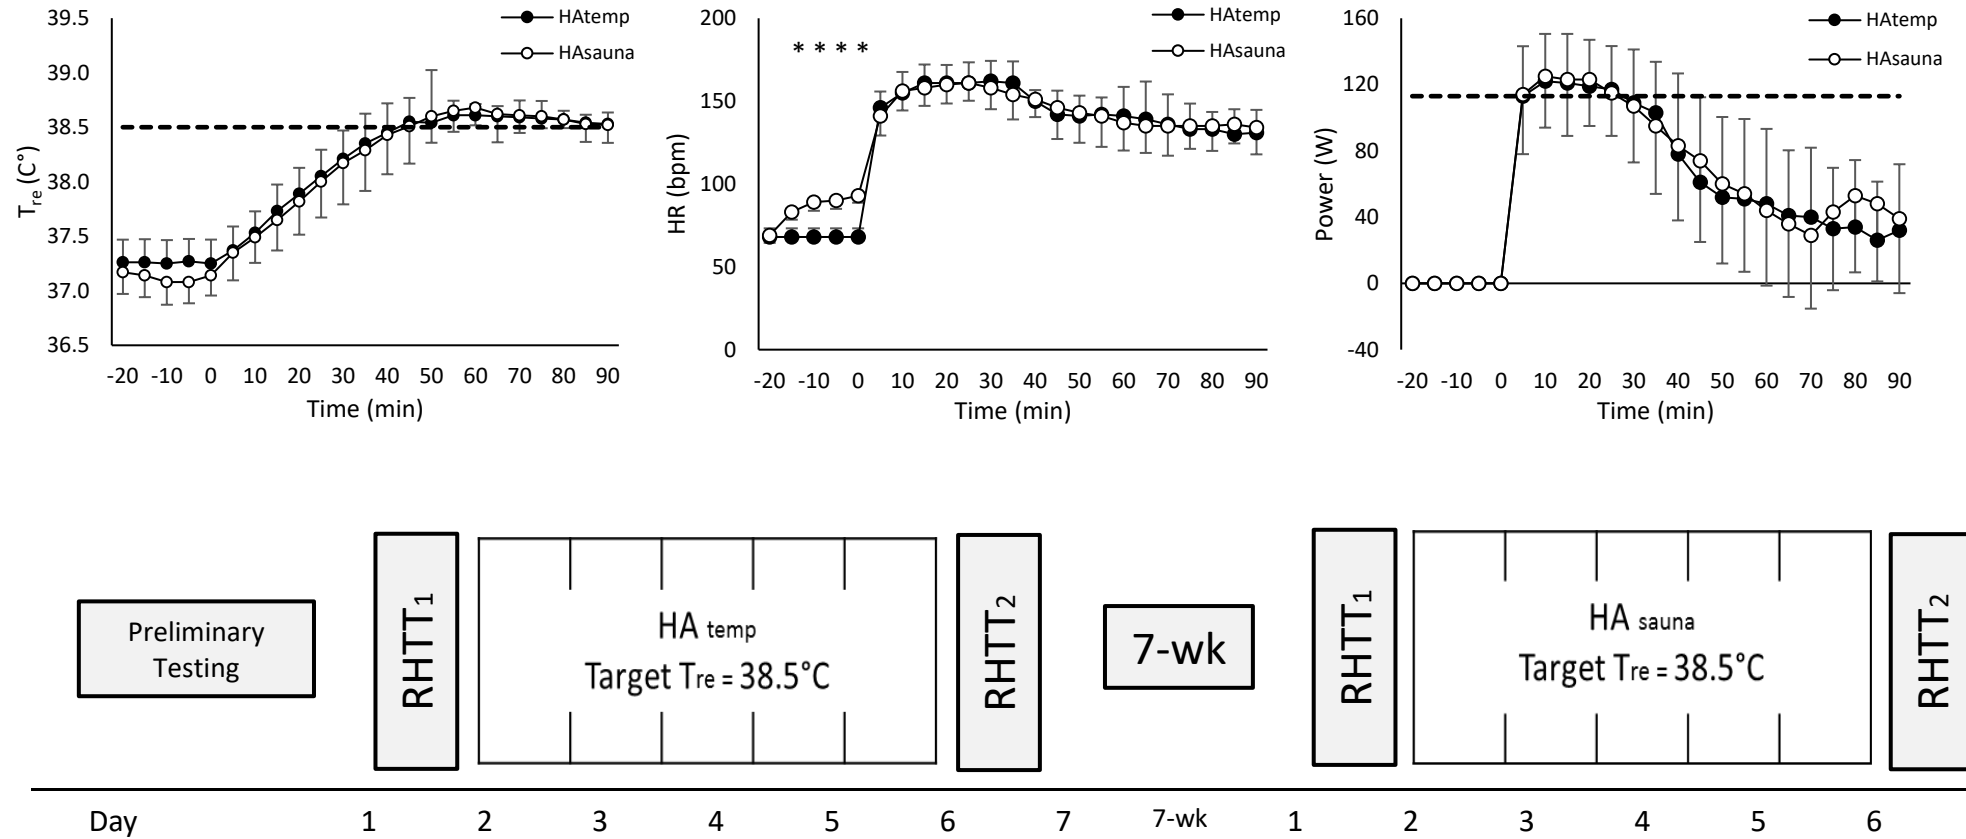 39.5
39.0
38.5
38.0
37.5
37.0
36.5
Tre (C°)
HAtemp
HAsauna
-20 -10 0 10 20 30 40 50 60 70 80 90
Time (min)
200
150
100
50
0
HR (bpm)
* * * *
HAtemp
HAsauna
-20 -10 0 10 20 30 40 50 60 70 80 90
Time (min)
160
120
80
40
0
-40
Power (W)
HAtemp
HAsauna
-20 -10 0 10 20 30 40 50 60 70 80 90
Time (min)
Preliminary
Testing
RHTT1
HA temp
Target Tre = 38.5°C
RHTT2
7-wk
RHTT1
HA sauna
Target Tre = 38.5°C
RHTT2
Day 1 2 3 4 5 6 7 7-wk 1 2 3 4 5 6